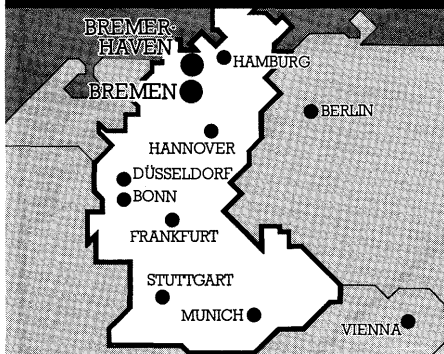 BREMER-
HAVEN
HAMBURG
BREMEN
BERLIN
HANNOVER
DÜSSELDORF
BONN
FRANKFURT
STUTTGART
MUNICH
VIENNA